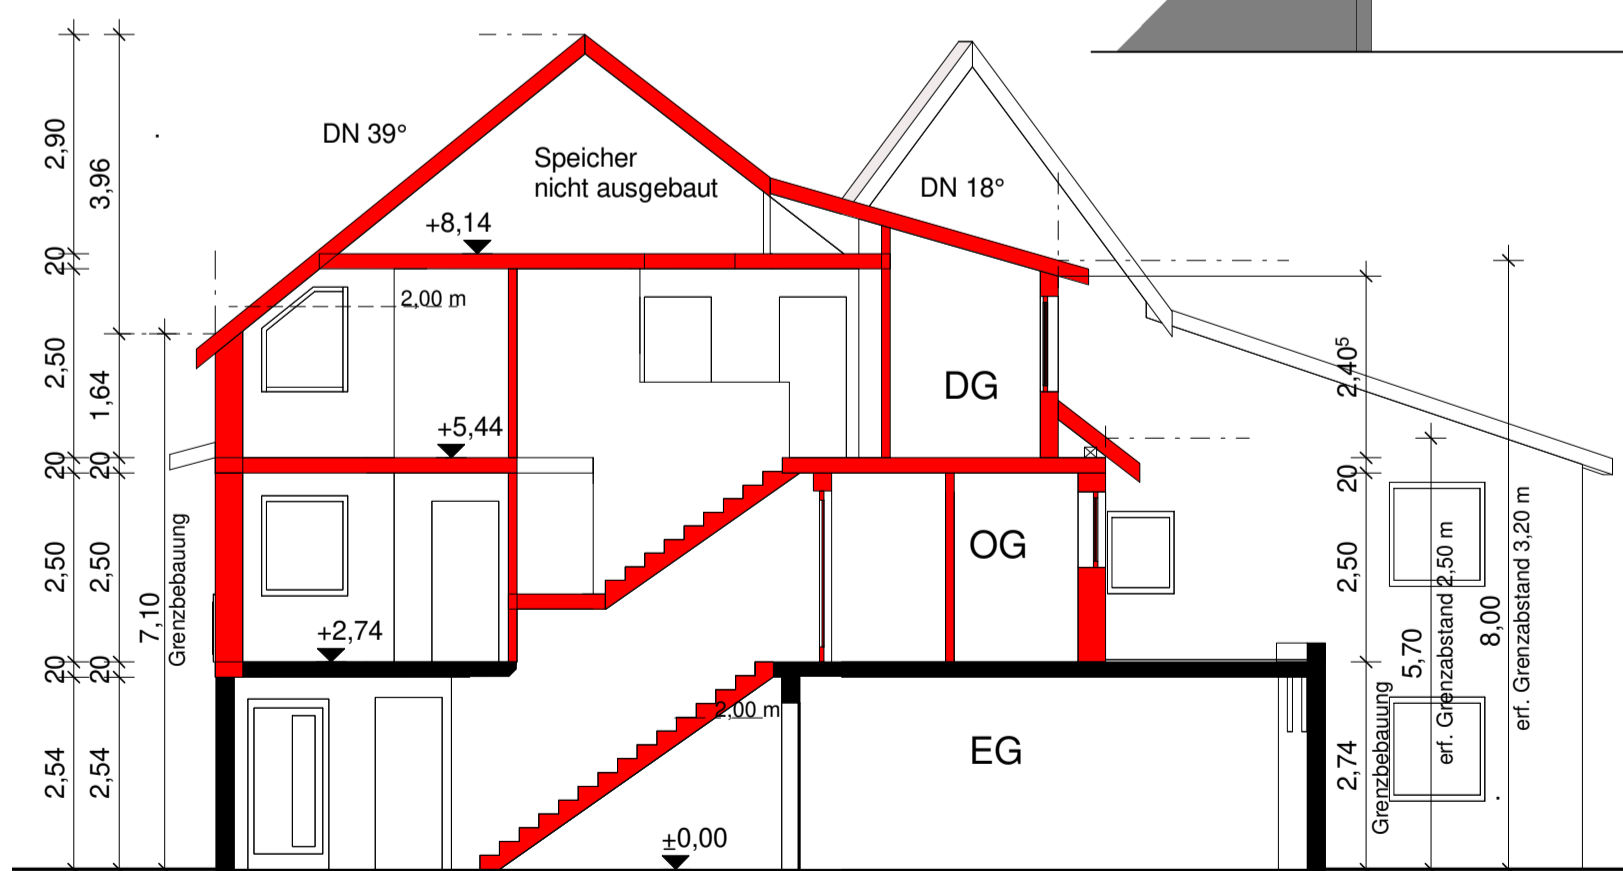 DN 39°
Speicher
nicht ausgebaut
DN 18°
+8,14
2,00 m
+5,44
DG
OG
+2,74
2,00 m
EG
±0,00
2,90
20
2,50
20
2,50
20
2,54
3,96
1,64
20
2,50
20
2,54
7,10
Grenzbebauung
2,40⁵
20
2,50
2,74
Grenzbebauung
5,70
erf. Grenzabstand 2,50 m
8,00
erf. Grenzabstand 3,20 m